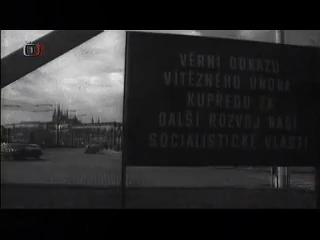 VĚRNI ODKAZU
VÍTĚZNÉHO ÚNORA
KUPŘEDU ZA
DALŠÍ ROZVOJ NAŠÍ
SOCIALISTICKÉ VLASTI